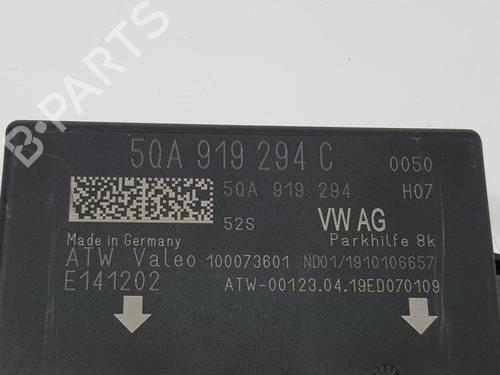 5QA 919 294 C 0050
5QA 919 294 H07
52S VW AG
Made in Germany Parkhilfe 8k
ATW Valeo 100073601 ND01/1910106657
E141202 ATW-00123.04.19ED070109
B-PARTS